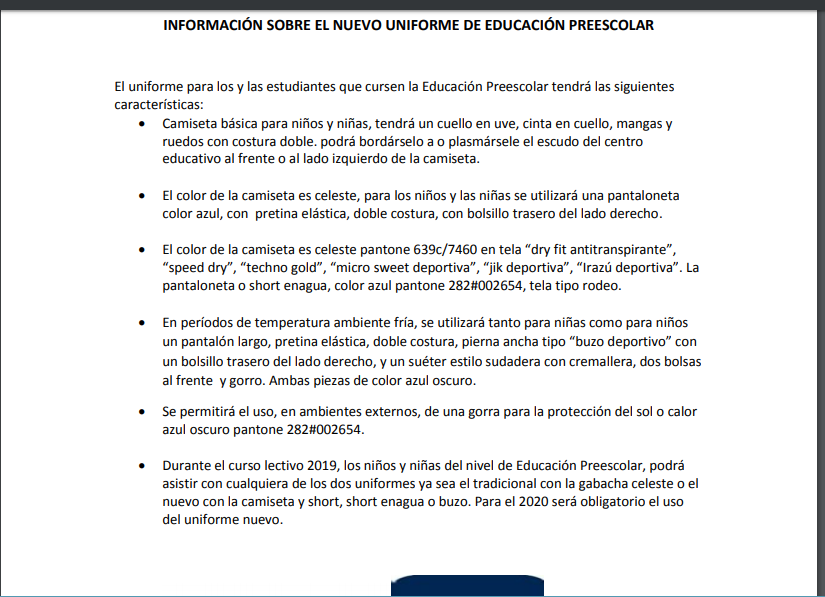 INFORMACIÓN SOBRE EL NUEVO UNIFORME DE EDUCACIÓN PREESCOLAR
El uniforme para los y las estudiantes que cursen la Educación Preescolar tendrá las siguientes
características:
• Camiseta básica para niños y niñas, tendrá un cuello en uve, cinta en cuello, mangas y
ruedos con costura doble. podrá bordárselo a o plasmársele el escudo del centro
educativo al frente o al lado izquierdo de la camiseta.
• El color de la camiseta es celeste, para los niños y las niñas se utilizará una pantaloneta
color azul, con pretina elástica, doble costura, con bolsillo trasero del lado derecho.
• El color de la camiseta es celeste pantone 639c/7460 en tela “dry fit antitranspirante”,
“speed dry”, “techno gold”, “micro sweet deportiva”, “jik deportiva”, “Irazú deportiva”. La
pantaloneta o short enagua, color azul pantone 282#002654, tela tipo rodeo.
• En períodos de temperatura ambiente fría, se utilizará tanto para niñas como para niños
un pantalón largo, pretina elástica, doble costura, pierna ancha tipo “buzo deportivo” con
un bolsillo trasero del lado derecho, y un suéter estilo sudadera con cremallera, dos bolsas
al frente y gorro. Ambas piezas de color azul oscuro.
• Se permitirá el uso, en ambientes externos, de una gorra para la protección del sol o calor
azul oscuro pantone 282#002654.
• Durante el curso lectivo 2019, los niños y niñas del nivel de Educación Preescolar, podrá
asistir con cualquiera de los dos uniformes ya sea el tradicional con la gabacha celeste o el
nuevo con la camiseta y short, short enagua o buzo. Para el 2020 será obligatorio el uso
del uniforme nuevo.